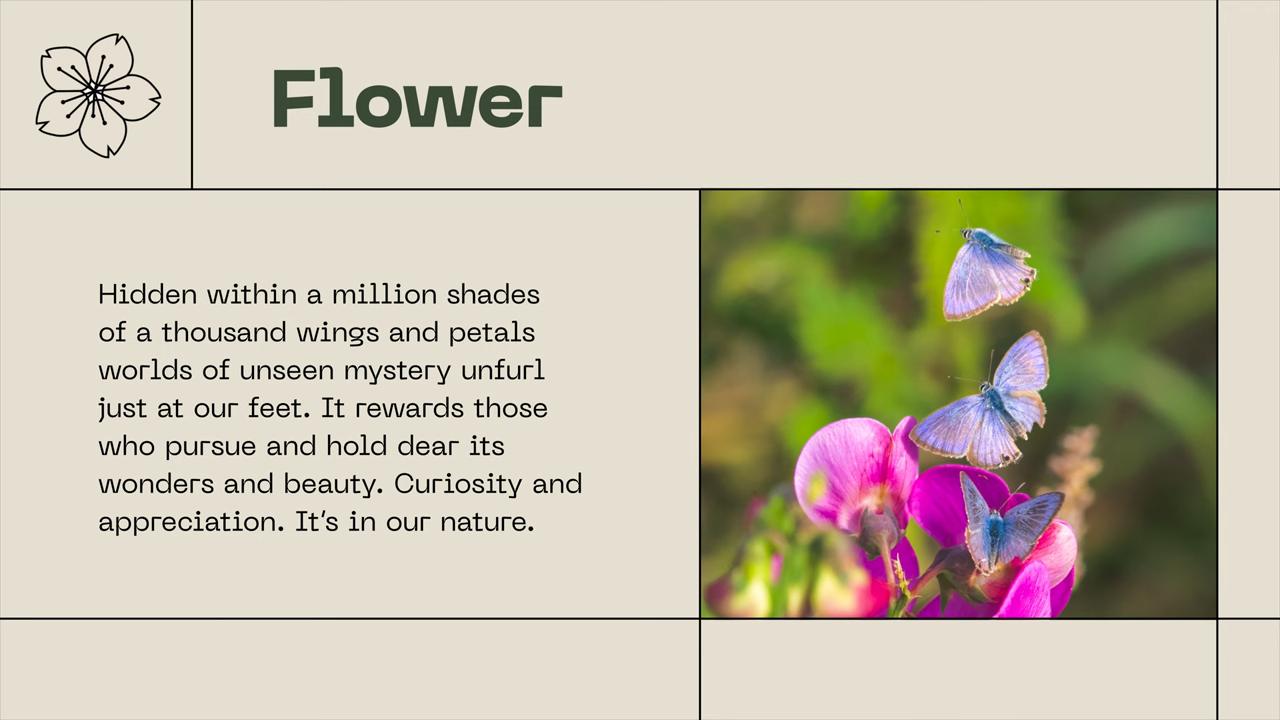 Flower
Hidden within a million shades
of a thousand wings and petals
worlds of unseen mystery unfurl
just at our feet. It rewards those
who pursue and hold dear its
wonders and beauty. Curiosity and
appreciation. It's in our nature.